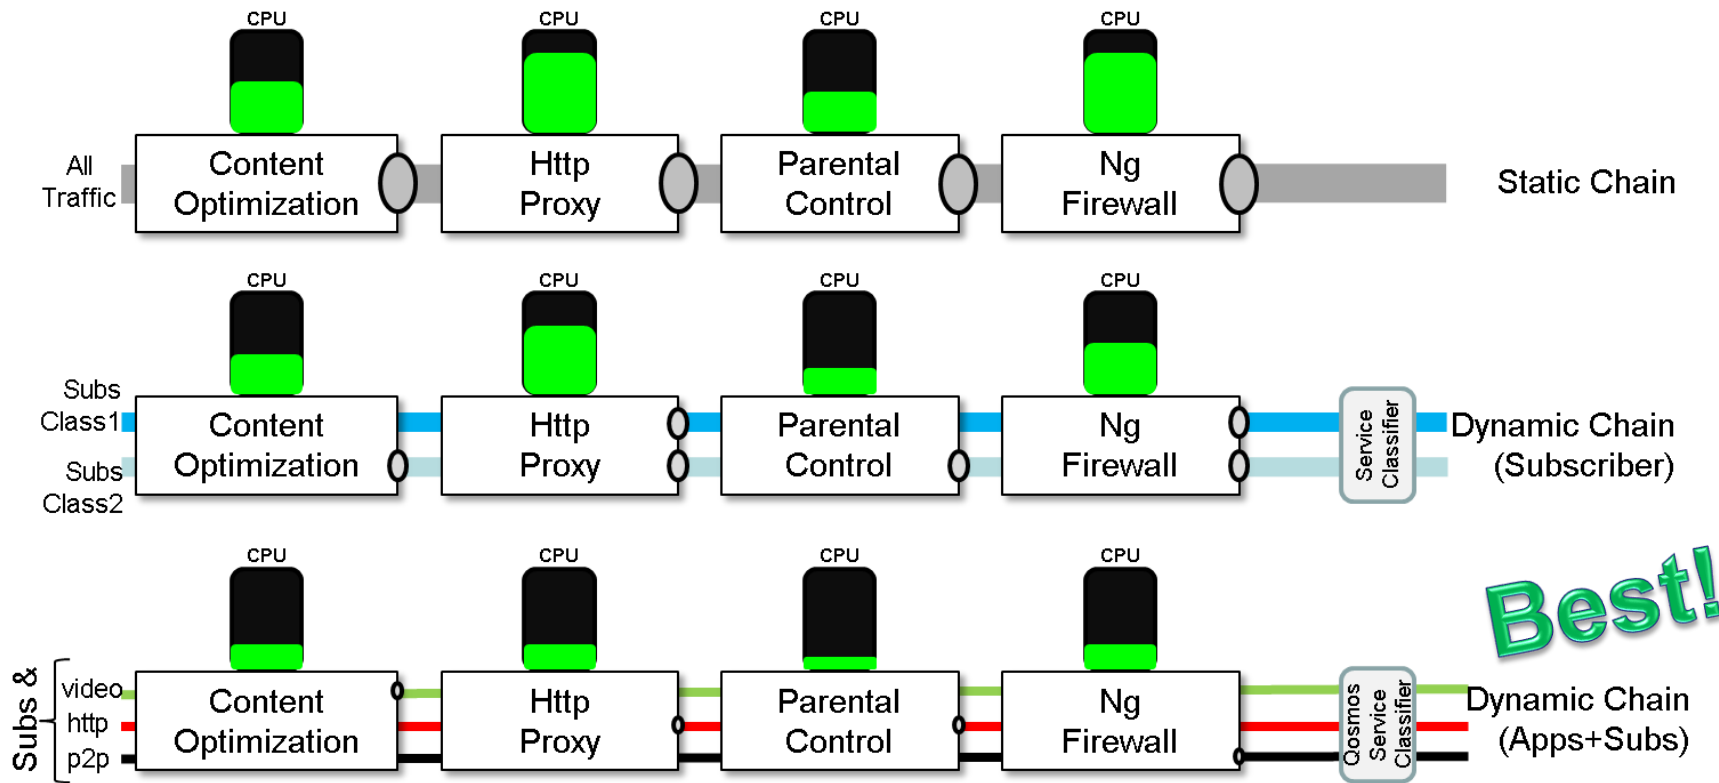 CPU
CPU
CPU
CPU
All
Traffic
Content
Optimization
Http
Proxy
Parental
Control
Ng
Firewall
Static Chain
CPU
CPU
CPU
CPU
Subs
Class1
Subs
Class2
Content
Optimization
Http
Proxy
Parental
Control
Ng
Firewall
Service
Classifier
Dynamic Chain
(Subscriber)
CPU
CPU
CPU
CPU
Best!
Subs &
video
http
p2p
Content
Optimization
Http
Proxy
Parental
Control
Ng
Firewall
Qosmos
Service
Classifier
Dynamic Chain
(Apps+Subs)